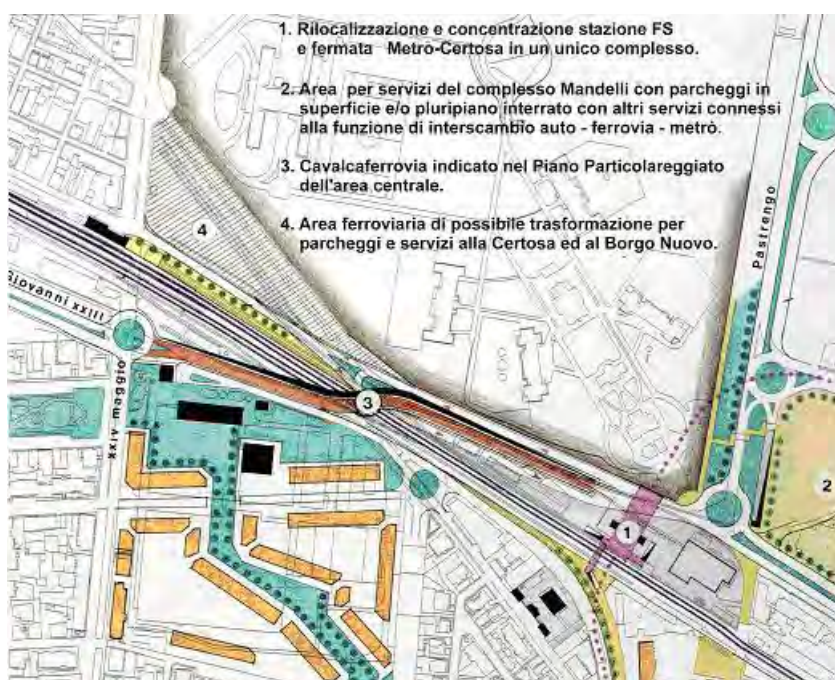 1. Rilocalizzazione e concentrazione stazione FS
e fermata Metrò-Certosa in un unico complesso.
2. Area per servizi del complesso Mandelli con parcheggi in
superficie e/o pluripiano interrato con altri servizi connessi
alla funzione di interscambio auto - ferrovia - metrò.
3. Cavalcaferrovia indicato nel Piano Particolareggiato
dell'area centrale.
4. Area ferroviaria di possibile trasformazione per
parcheggi e servizi alla Certosa ed al Borgo Nuovo.
4
Pastrengo
Giovanni xxiii
3
xxiv maggio
2
1